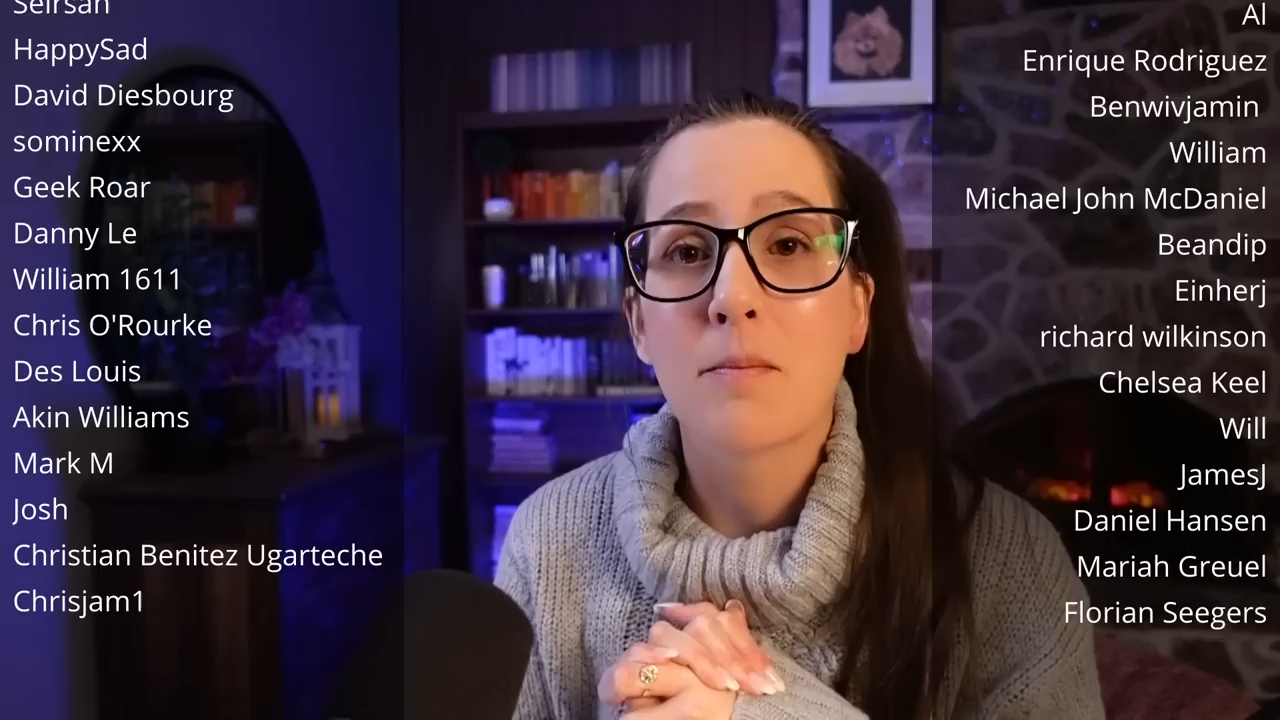 Seirsan
HappySad
David Diesbourg
sominexx
Geek Roar
Danny Le
William 1611
Chris O'Rourke
Des Louis
Akin Williams
Mark M
Josh
Christian Benitez Ugarteche
Chrisjam1
Al
Enrique Rodriguez
Benwivjamin
William
Michael John McDaniel
Beandip
Einherj
richard wilkinson
Chelsea Keel
Will
JamesJ
Daniel Hansen
Mariah Greuel
Florian Seegers